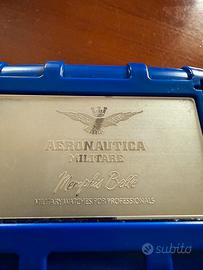 AERONAUTICA
MILITARE
Memphis Belle
MILITARY WATCHES FOR PROFESSIONALS
subito